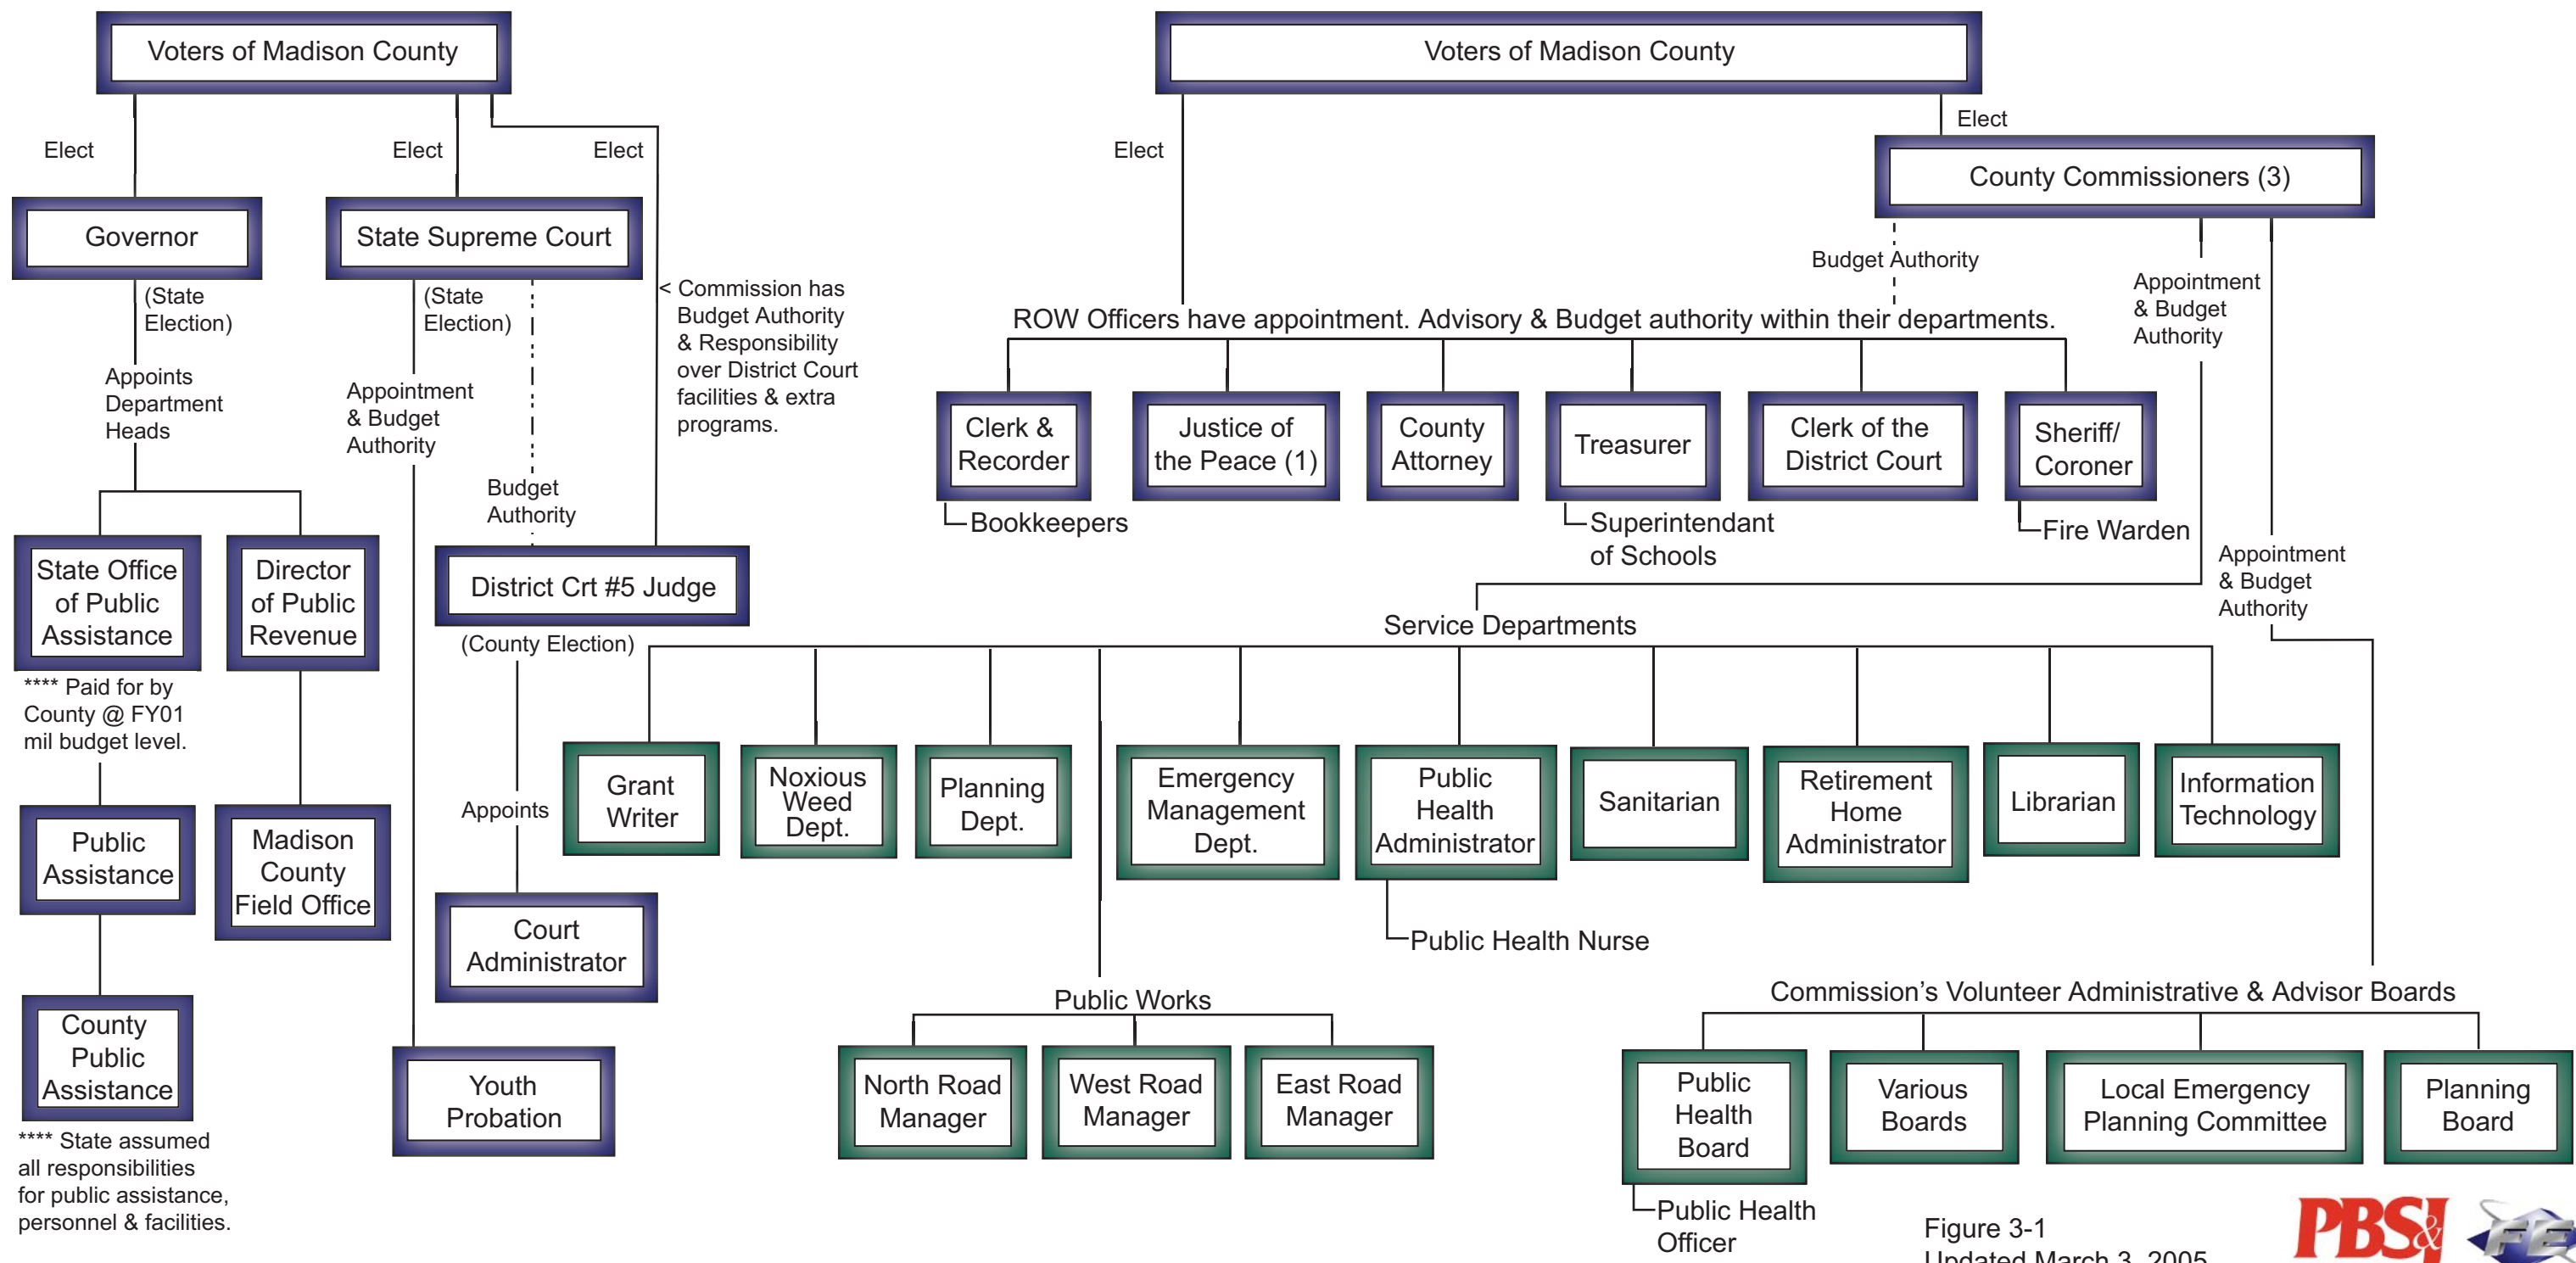 Voters of Madison County
Elect
Elect
Elect
Governor
State Supreme Court
(State
Election)
(State
Election)
< Commission has
Budget Authority
& Responsibility
over District Court
facilities & extra
programs.
Appoints
Department
Heads
Appointment
& Budget
Authority
Budget
Authority
State Office
of Public
Assistance
Director
of Public
Revenue
District Crt #5 Judge
(County Election)
**** Paid for by
County @ FY01
mil budget level.
Appoints
Public
Assistance
Madison
County
Field Office
Court
Administrator
County
Public
Assistance
Youth
Probation
**** State assumed
all responsibilities
for public assistance,
personnel & facilities.
Voters of Madison County
Elect
Elect
County Commissioners (3)
Budget Authority
Appointment
& Budget
Authority
ROW Officers have appointment. Advisory & Budget authority within their departments.
Clerk &
Recorder
Justice of
the Peace (1)
County
Attorney
Treasurer
Clerk of the
District Court
Sheriff/
Coroner
Bookkeepers
Superintendant
of Schools
Fire Warden
Appointment
& Budget
Authority
Service Departments
Grant
Writer
Noxious
Weed
Dept.
Planning
Dept.
Emergency
Management
Dept.
Public
Health
Administrator
Sanitarian
Retirement
Home
Administrator
Librarian
Information
Technology
Public Health Nurse
Public Works
North Road
Manager
West Road
Manager
East Road
Manager
Commission’s Volunteer Administrative & Advisor Boards
Public
Health
Board
Various
Boards
Local Emergency
Planning Committee
Planning
Board
Public Health
Officer
Figure 3-1
Updated March 3, 2005
PBS&J
FE